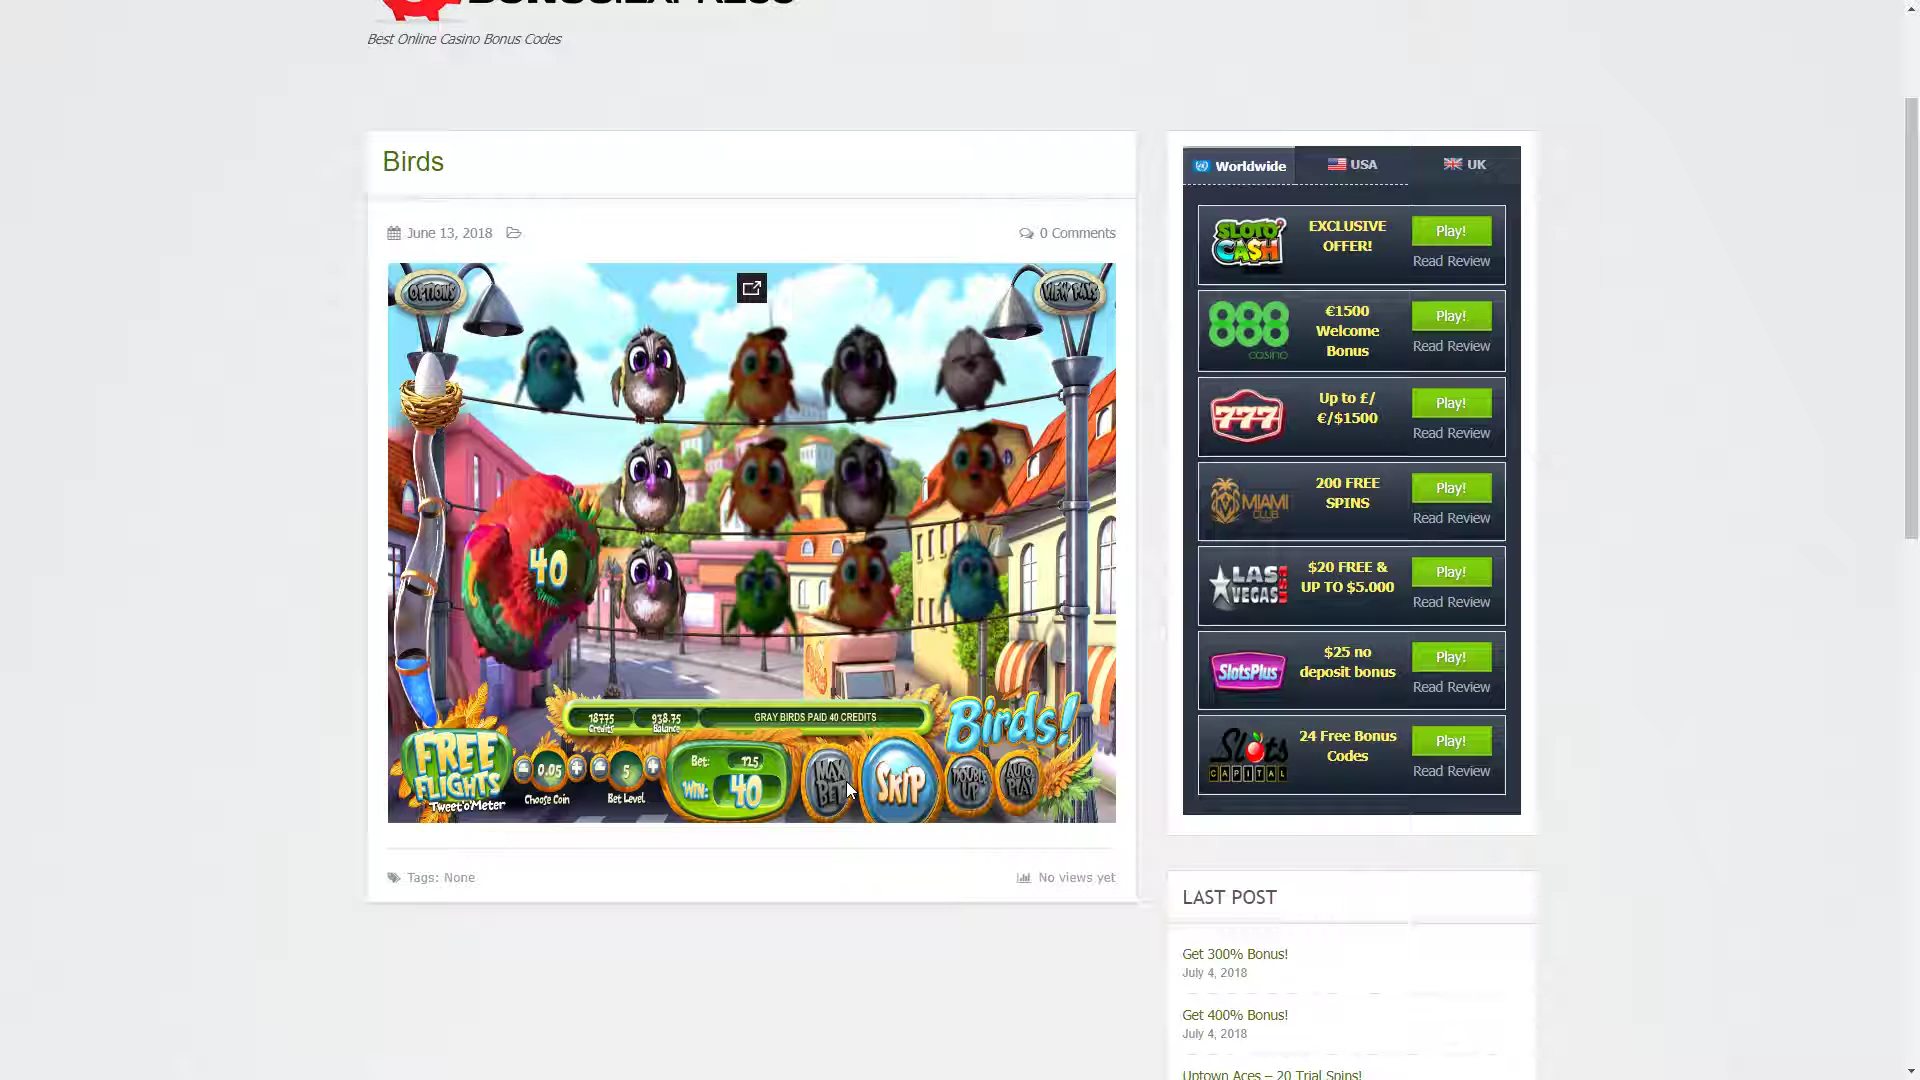 Best Online Casino Bonus Codes
Birds
June 13, 2018
0 Comments
OPTIONS
VIEW PAYS
40
18775
Credits
938.75
Balance
GRAY BIRDS PAID 40 CREDITS
Birds!
FREE
FLIGHTS
Tweet'o'Meter
0.05
Choose Coin
5
Bet Level
Bet: 125
WIN: 40
MAX
BET
SKIP
DOUBLE
UP
AUTO
PLAY
Tags: None
No views yet
Worldwide
USA
UK
SLOTO'
CASH
EXCLUSIVE
OFFER!
Play!
Read Review
888
casino
€1500
Welcome
Bonus
Play!
Read Review
777
Up to £/
€/$1500
Play!
Read Review
MIAMI
CLUB
200 FREE
SPINS
Play!
Read Review
LAS
VEGAS
USA
$20 FREE &
UP TO $5.000
Play!
Read Review
SlotsPlus
$25 no
deposit bonus
Play!
Read Review
Slots
CAPITAL
24 Free Bonus
Codes
Play!
Read Review
LAST POST
Get 300% Bonus!
July 4, 2018
Get 400% Bonus!
July 4, 2018
Uptown Aces – 20 Trial Spins!